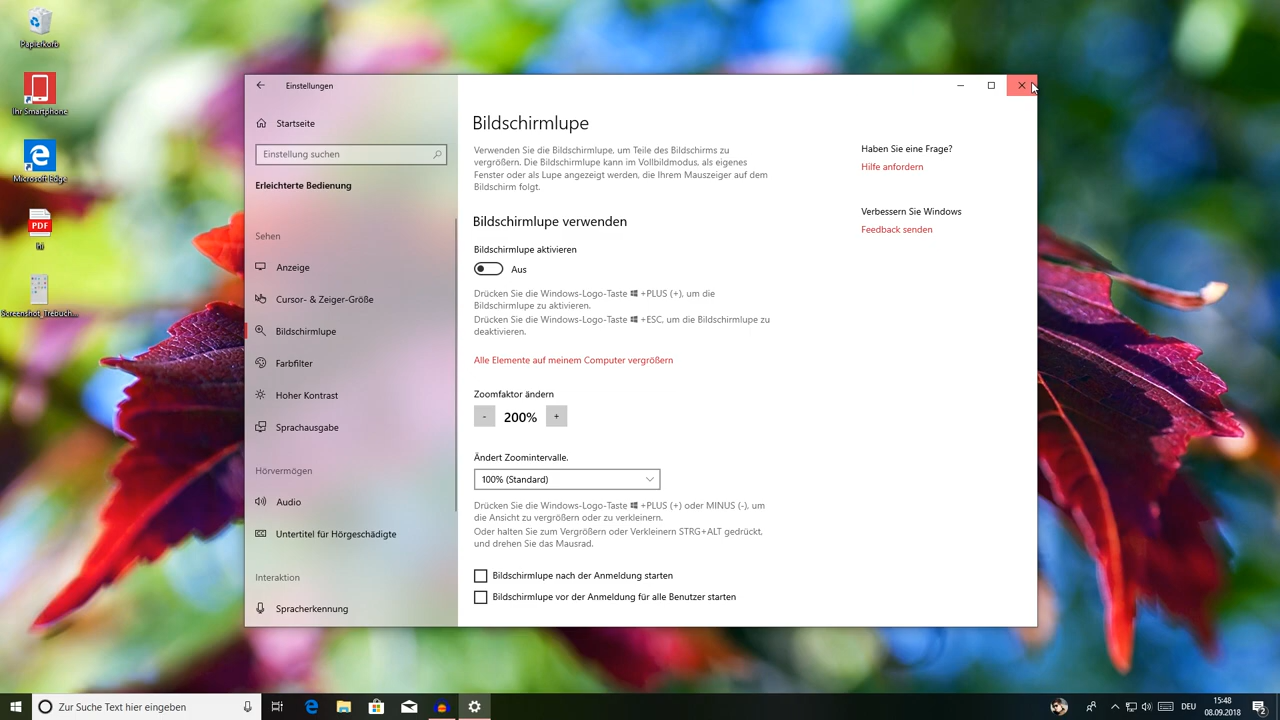 Papierkorb
Ihr Smartphone
Microsoft Edge
PDF
hi
Screenshot_Trebuch...
Einstellungen
Startseite
Einstellung suchen
Erleichterte Bedienung
Sehen
Anzeige
Cursor- & Zeiger-Größe
Bildschirmlupe
Farbfilter
Hoher Kontrast
Sprachausgabe
Hörvermögen
Audio
Untertitel für Hörgeschädigte
Interaktion
Spracherkennung
Bildschirmlupe
Verwenden Sie die Bildschirmlupe, um Teile des Bildschirms zu
vergrößern. Die Bildschirmlupe kann im Vollbildmodus, als eigenes
Fenster oder als Lupe angezeigt werden, die Ihrem Mauszeiger auf dem
Bildschirm folgt.
Bildschirmlupe verwenden
Bildschirmlupe aktivieren
Aus
Drücken Sie die Windows-Logo-Taste +PLUS (+), um die
Bildschirmlupe zu aktivieren.
Drücken Sie die Windows-Logo-Taste +ESC, um die Bildschirmlupe zu
deaktivieren.
Alle Elemente auf meinem Computer vergrößern
Zoomfaktor ändern
- 200% +
Ändert Zoomintervalle.
100% (Standard)
Drücken Sie die Windows-Logo-Taste +PLUS (+) oder MINUS (-), um
die Ansicht zu vergrößern oder zu verkleinern.
Oder halten Sie zum Vergrößern oder Verkleinern STRG+ALT gedrückt,
und drehen Sie das Mausrad.
Bildschirmlupe nach der Anmeldung starten
Bildschirmlupe vor der Anmeldung für alle Benutzer starten
Haben Sie eine Frage?
Hilfe anfordern
Verbessern Sie Windows
Feedback senden
Zur Suche Text hier eingeben
DEU
15:48
08.09.2018
2